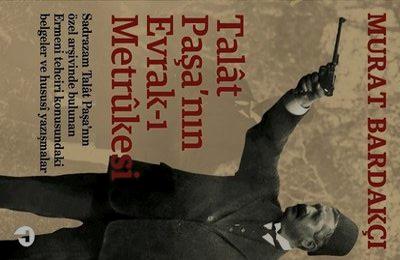 MURAT BARDAKÇI
Talât
Paşa'nın
Evrak-ı
Metrûkesi
Sadrazam Talât Paşa'nın
özel arşivinde bulunan
Ermeni tehciri konusundaki
belgeler ve hususî yazışmalar